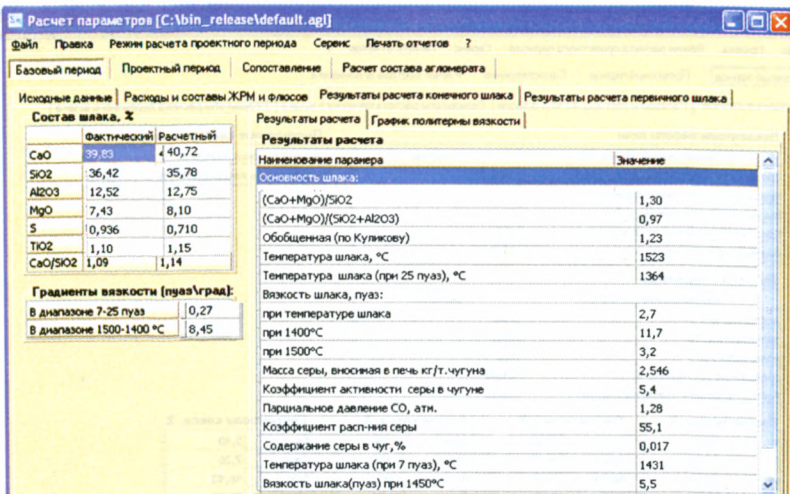 Расчет параметров [C:\bin_release\default.agl]
Файл Правка Режим расчета проектного периода Сервис Печать отчетов ?
Базовый период Проектный период Сопоставление Расчет состава агломерата
Исходные данные Расходы и составы ЖРМ и флюсов Результаты расчета конечного шлака Результаты расчета первичного шлака
Состав шлака, %
Фактический Расчетный
CaO 39,83 40,72
SiO2 36,42 35,78
Al2O3 12,52 12,75
MgO 7,43 8,10
S 0,936 0,710
TiO2 1,10 1,15
CaO/SiO2 1,09 1,14
Градиенты вязкости (пуаз\град):
В диапазоне 7-25 пуаз 0,27
В диапазоне 1500-1400 °С 8,45
Результаты расчета График политермы вязкости
Результаты расчета
Наименование парамера Значение
Основность шлака:
(CaO+MgO)/SiO2 1,30
(CaO+MgO)/(SiO2+Al2O3) 0,97
Обобщенная (по Куликову) 1,23
Температура шлака, °С 1523
Температура шлака (при 25 пуаз), °С 1364
Вязкость шлака, пуаз:
при температуре шлака 2,7
при 1400°С 11,7
при 1500°С 3,2
Масса серы, вносимая в печь кг/т.чугуна 2,546
Коэффициент активности серы в чугуне 5,4
Парциальное давление СО, атм. 1,28
Коэффициент расп-ния серы 55,1
Содержание серы в чуг,% 0,017
Температура шлака (при 7 пуаз), °С 1431
Вязкость шлака(пуаз) при 1450°С 5,5